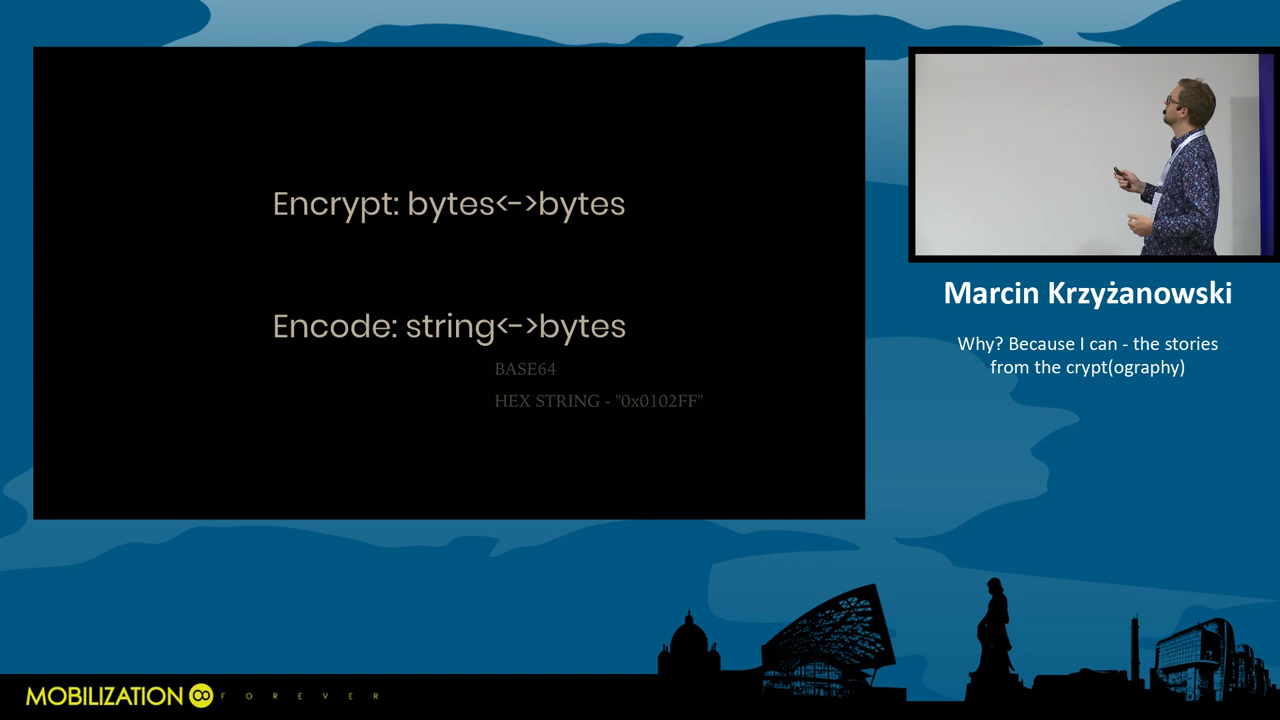 Encrypt: bytes<->bytes
Encode: string<->bytes
BASE64
HEX STRING - "0x0102FF"
Marcin Krzyżanowski
Why? Because I can - the stories
from the crypt(ography)
MOBILIZATION FOREVER